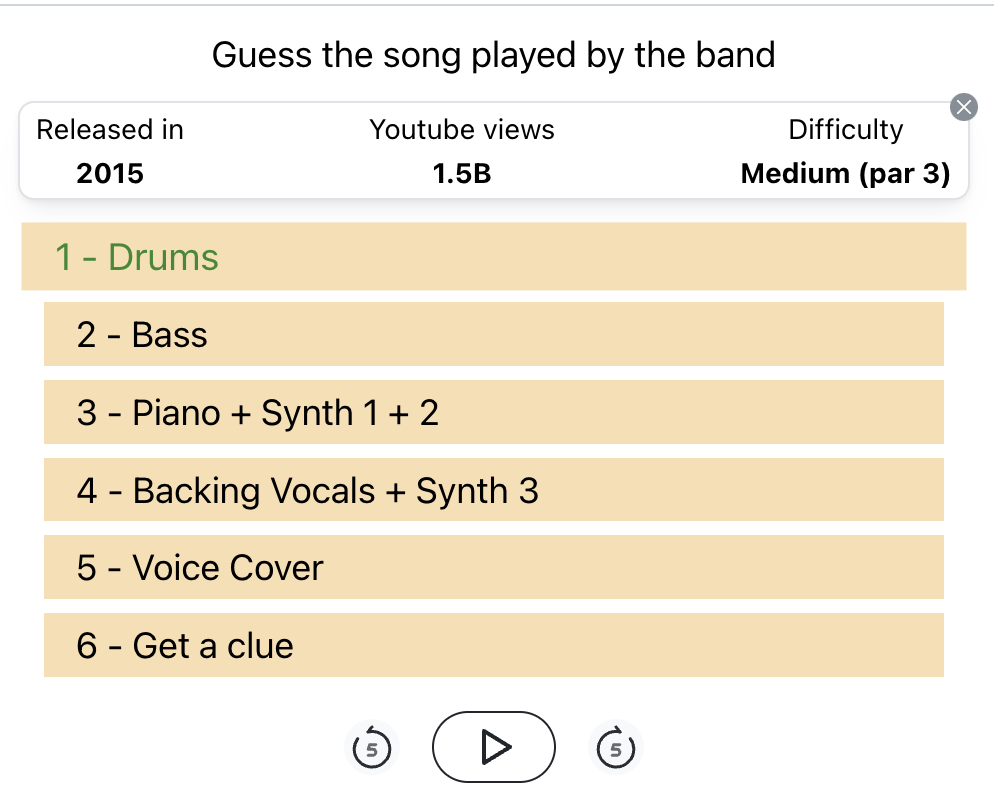 Guess the song played by the band
Released in Youtube views Difficulty
2015 1.5B Medium (par 3)
1 - Drums
2 - Bass
3 - Piano + Synth 1 + 2
4 - Backing Vocals + Synth 3
5 - Voice Cover
6 - Get a clue
5 5